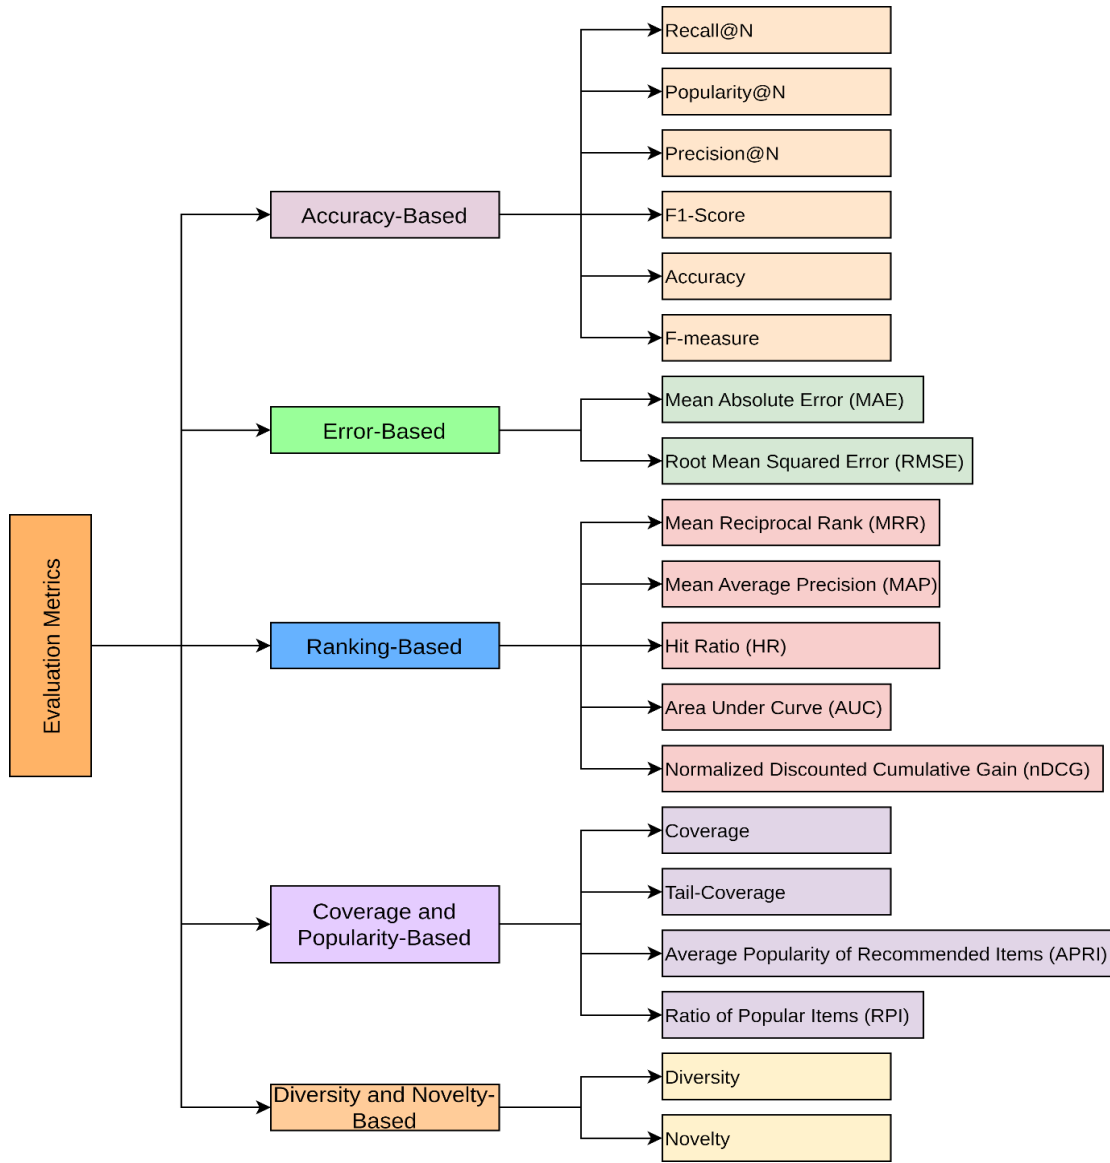 Evaluation Metrics
Accuracy-Based
Recall@N
Popularity@N
Precision@N
F1-Score
Accuracy
F-measure
Error-Based
Mean Absolute Error (MAE)
Root Mean Squared Error (RMSE)
Ranking-Based
Mean Reciprocal Rank (MRR)
Mean Average Precision (MAP)
Hit Ratio (HR)
Area Under Curve (AUC)
Normalized Discounted Cumulative Gain (nDCG)
Coverage and
Popularity-Based
Coverage
Tail-Coverage
Average Popularity of Recommended Items (APRI)
Ratio of Popular Items (RPI)
Diversity and Novelty-
Based
Diversity
Novelty